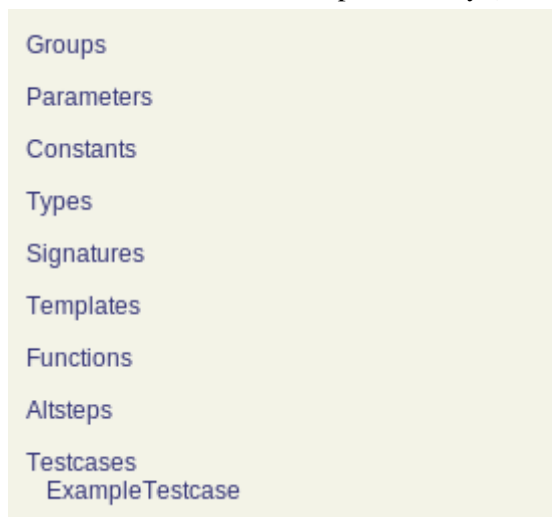 Groups
Parameters
Constants
Types
Signatures
Templates
Functions
Altsteps
Testcases
ExampleTestcase